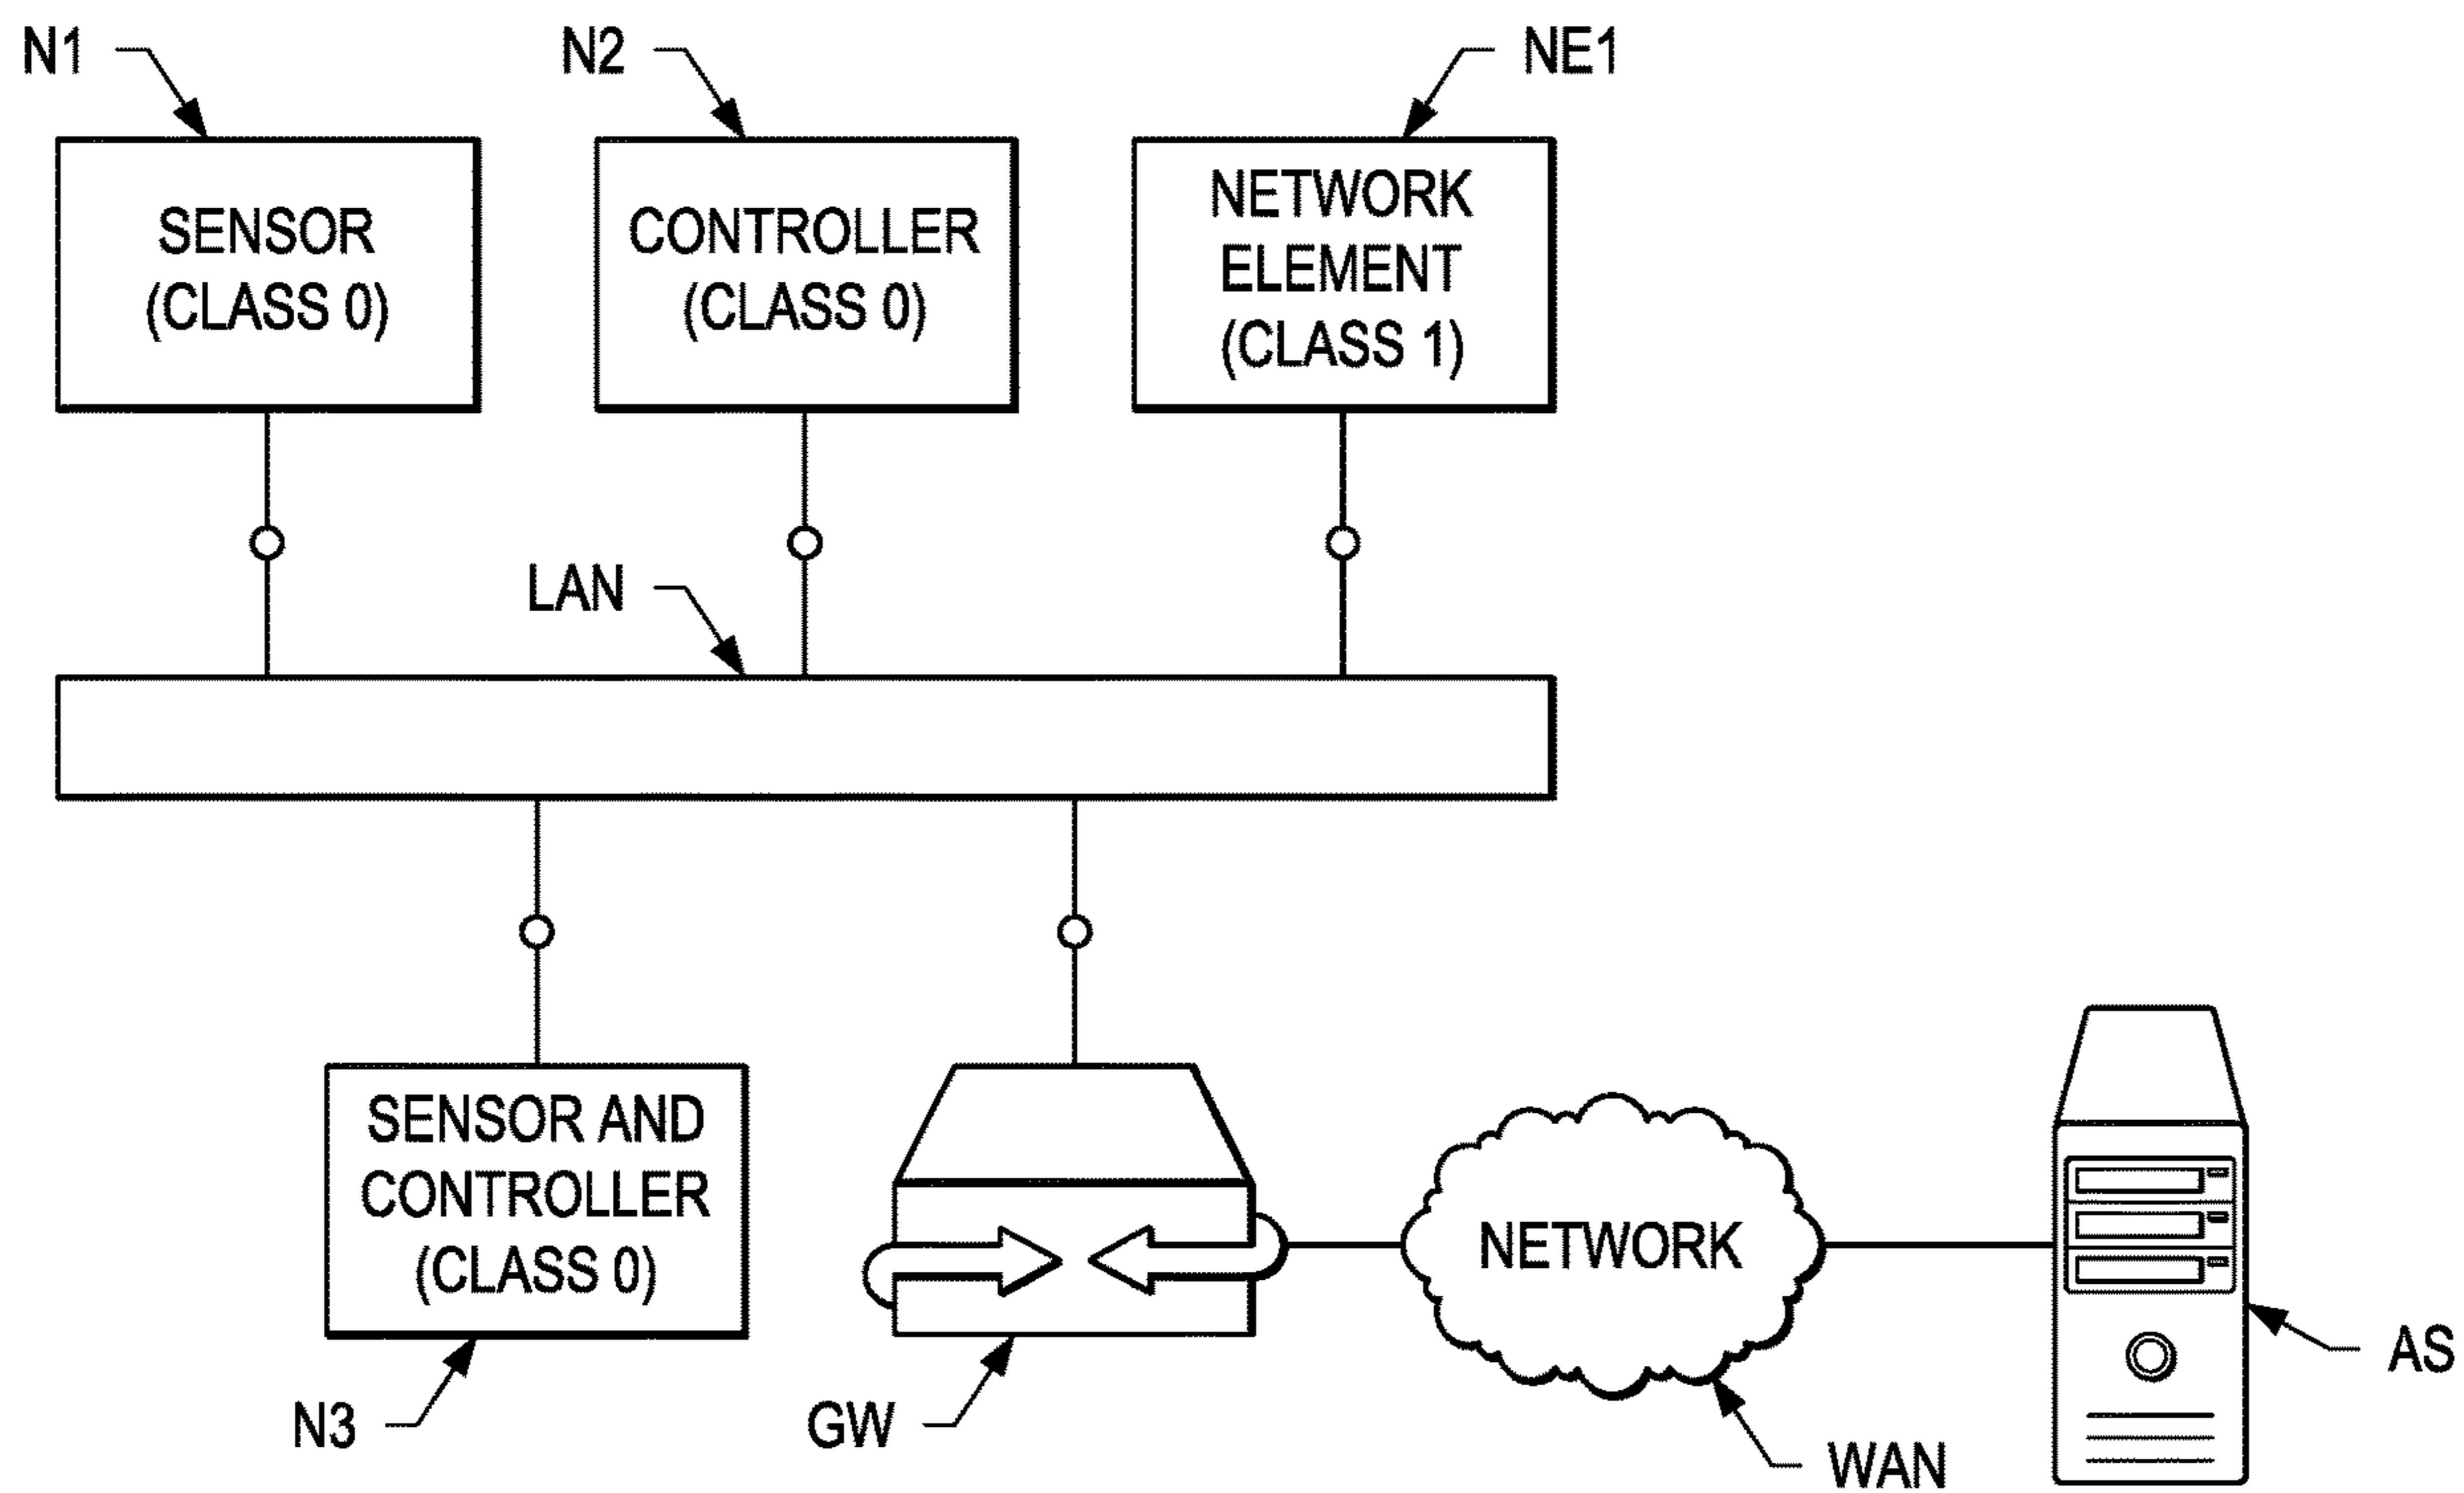 N1
N2
NE1
SENSOR
(CLASS 0)
CONTROLLER
(CLASS 0)
NETWORK
ELEMENT
(CLASS 1)
LAN
SENSOR AND
CONTROLLER
(CLASS 0)
NETWORK
N3
GW
WAN
AS